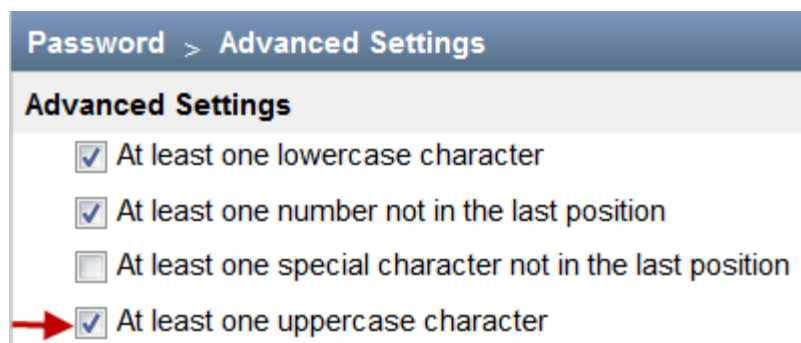 Password > Advanced Settings
Advanced Settings
At least one lowercase character
At least one number not in the last position
At least one special character not in the last position
At least one uppercase character